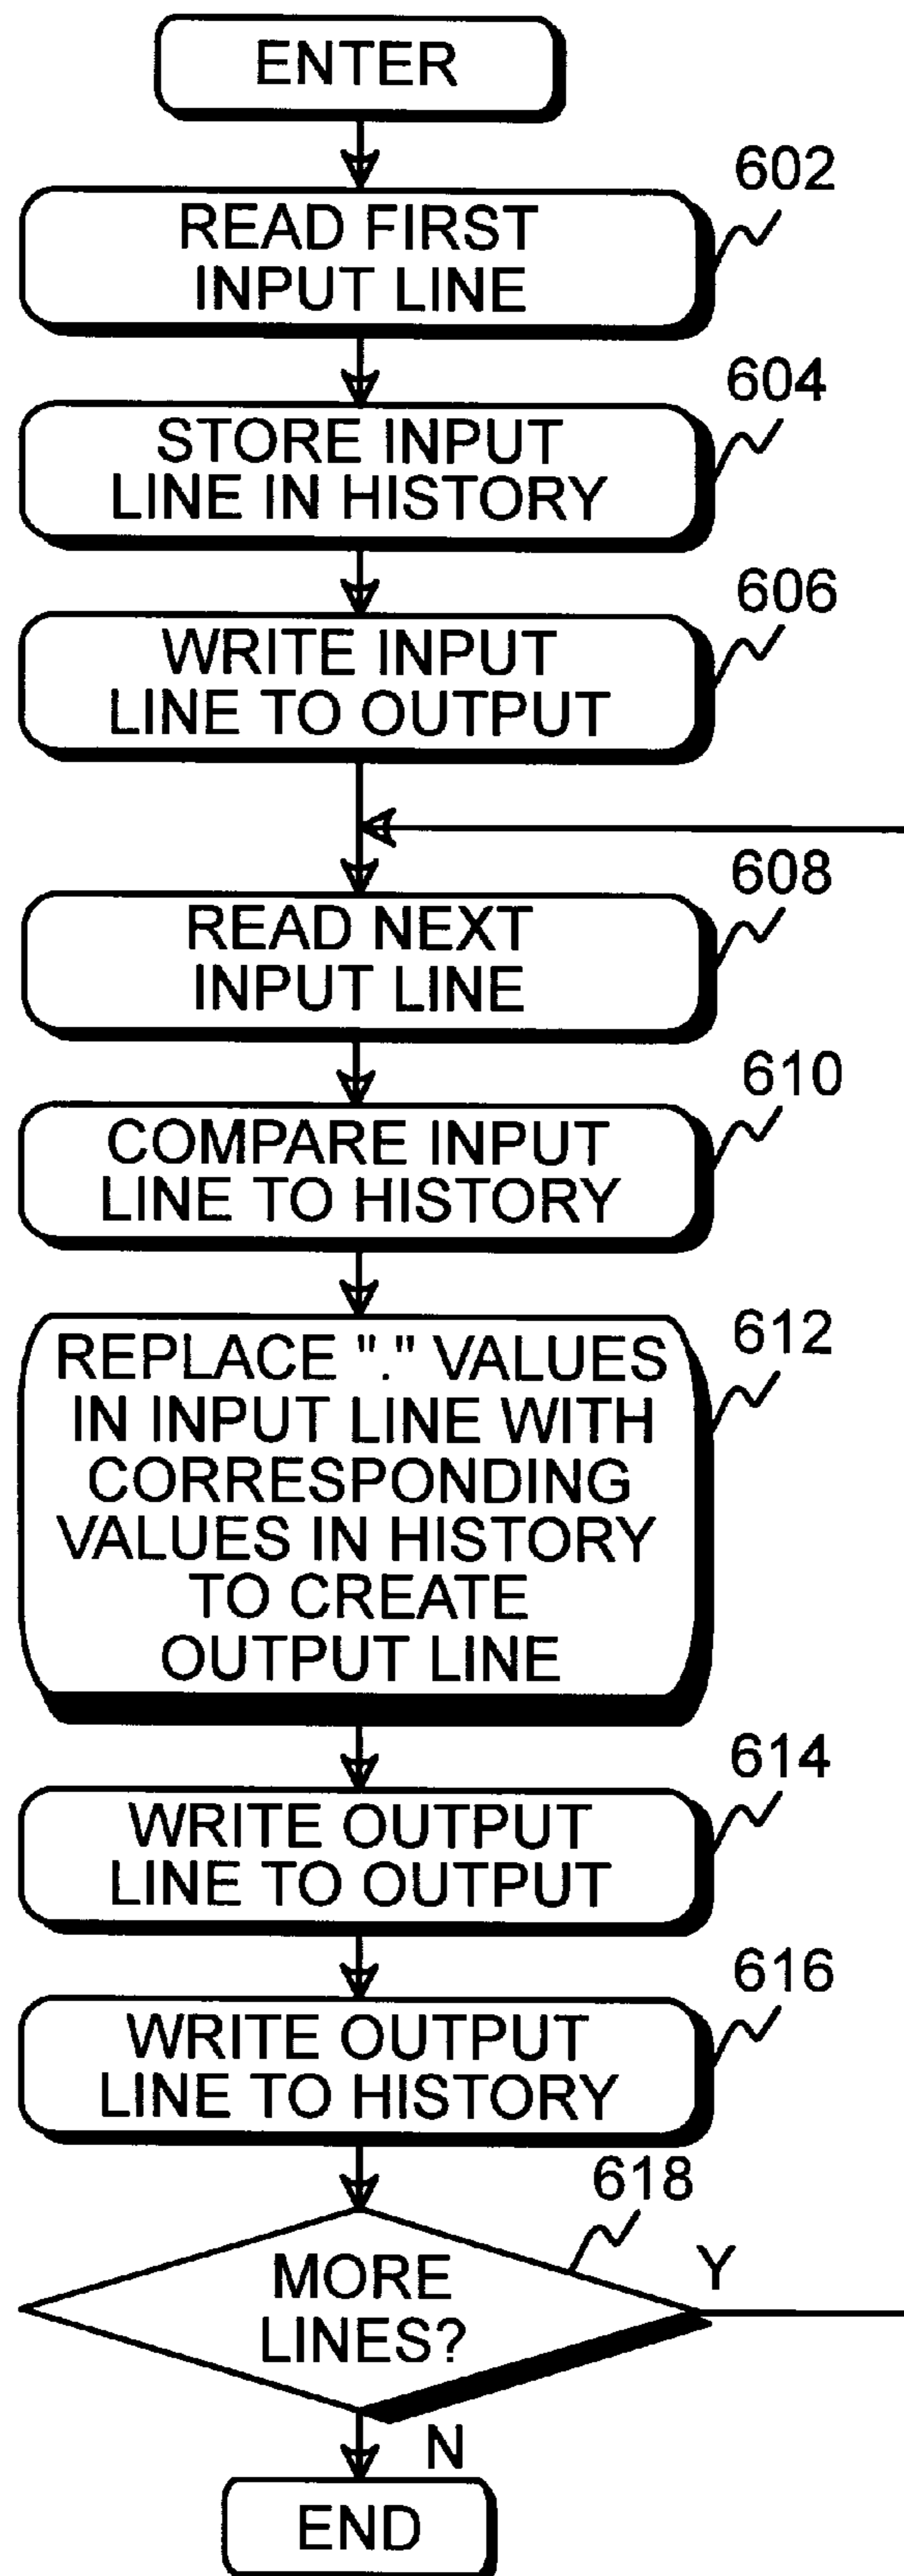 ENTER
602
READ FIRST
INPUT LINE
604
STORE INPUT
LINE IN HISTORY
606
WRITE INPUT
LINE TO OUTPUT
608
READ NEXT
INPUT LINE
610
COMPARE INPUT
LINE TO HISTORY
612
REPLACE "." VALUES
IN INPUT LINE WITH
CORRESPONDING
VALUES IN HISTORY
TO CREATE
OUTPUT LINE
614
WRITE OUTPUT
LINE TO OUTPUT
616
WRITE OUTPUT
LINE TO HISTORY
618
MORE
LINES?
Y
N
END